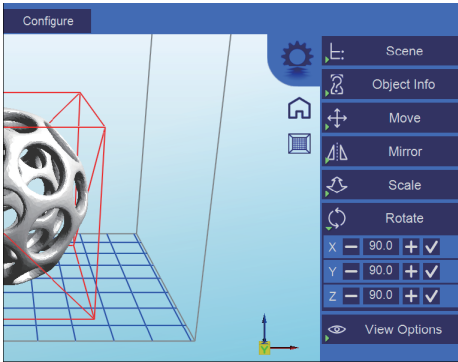 Configure
Scene
Object Info
Move
Mirror
Scale
Rotate
X 90.0
Y 90.0
Z 90.0
View Options
Y